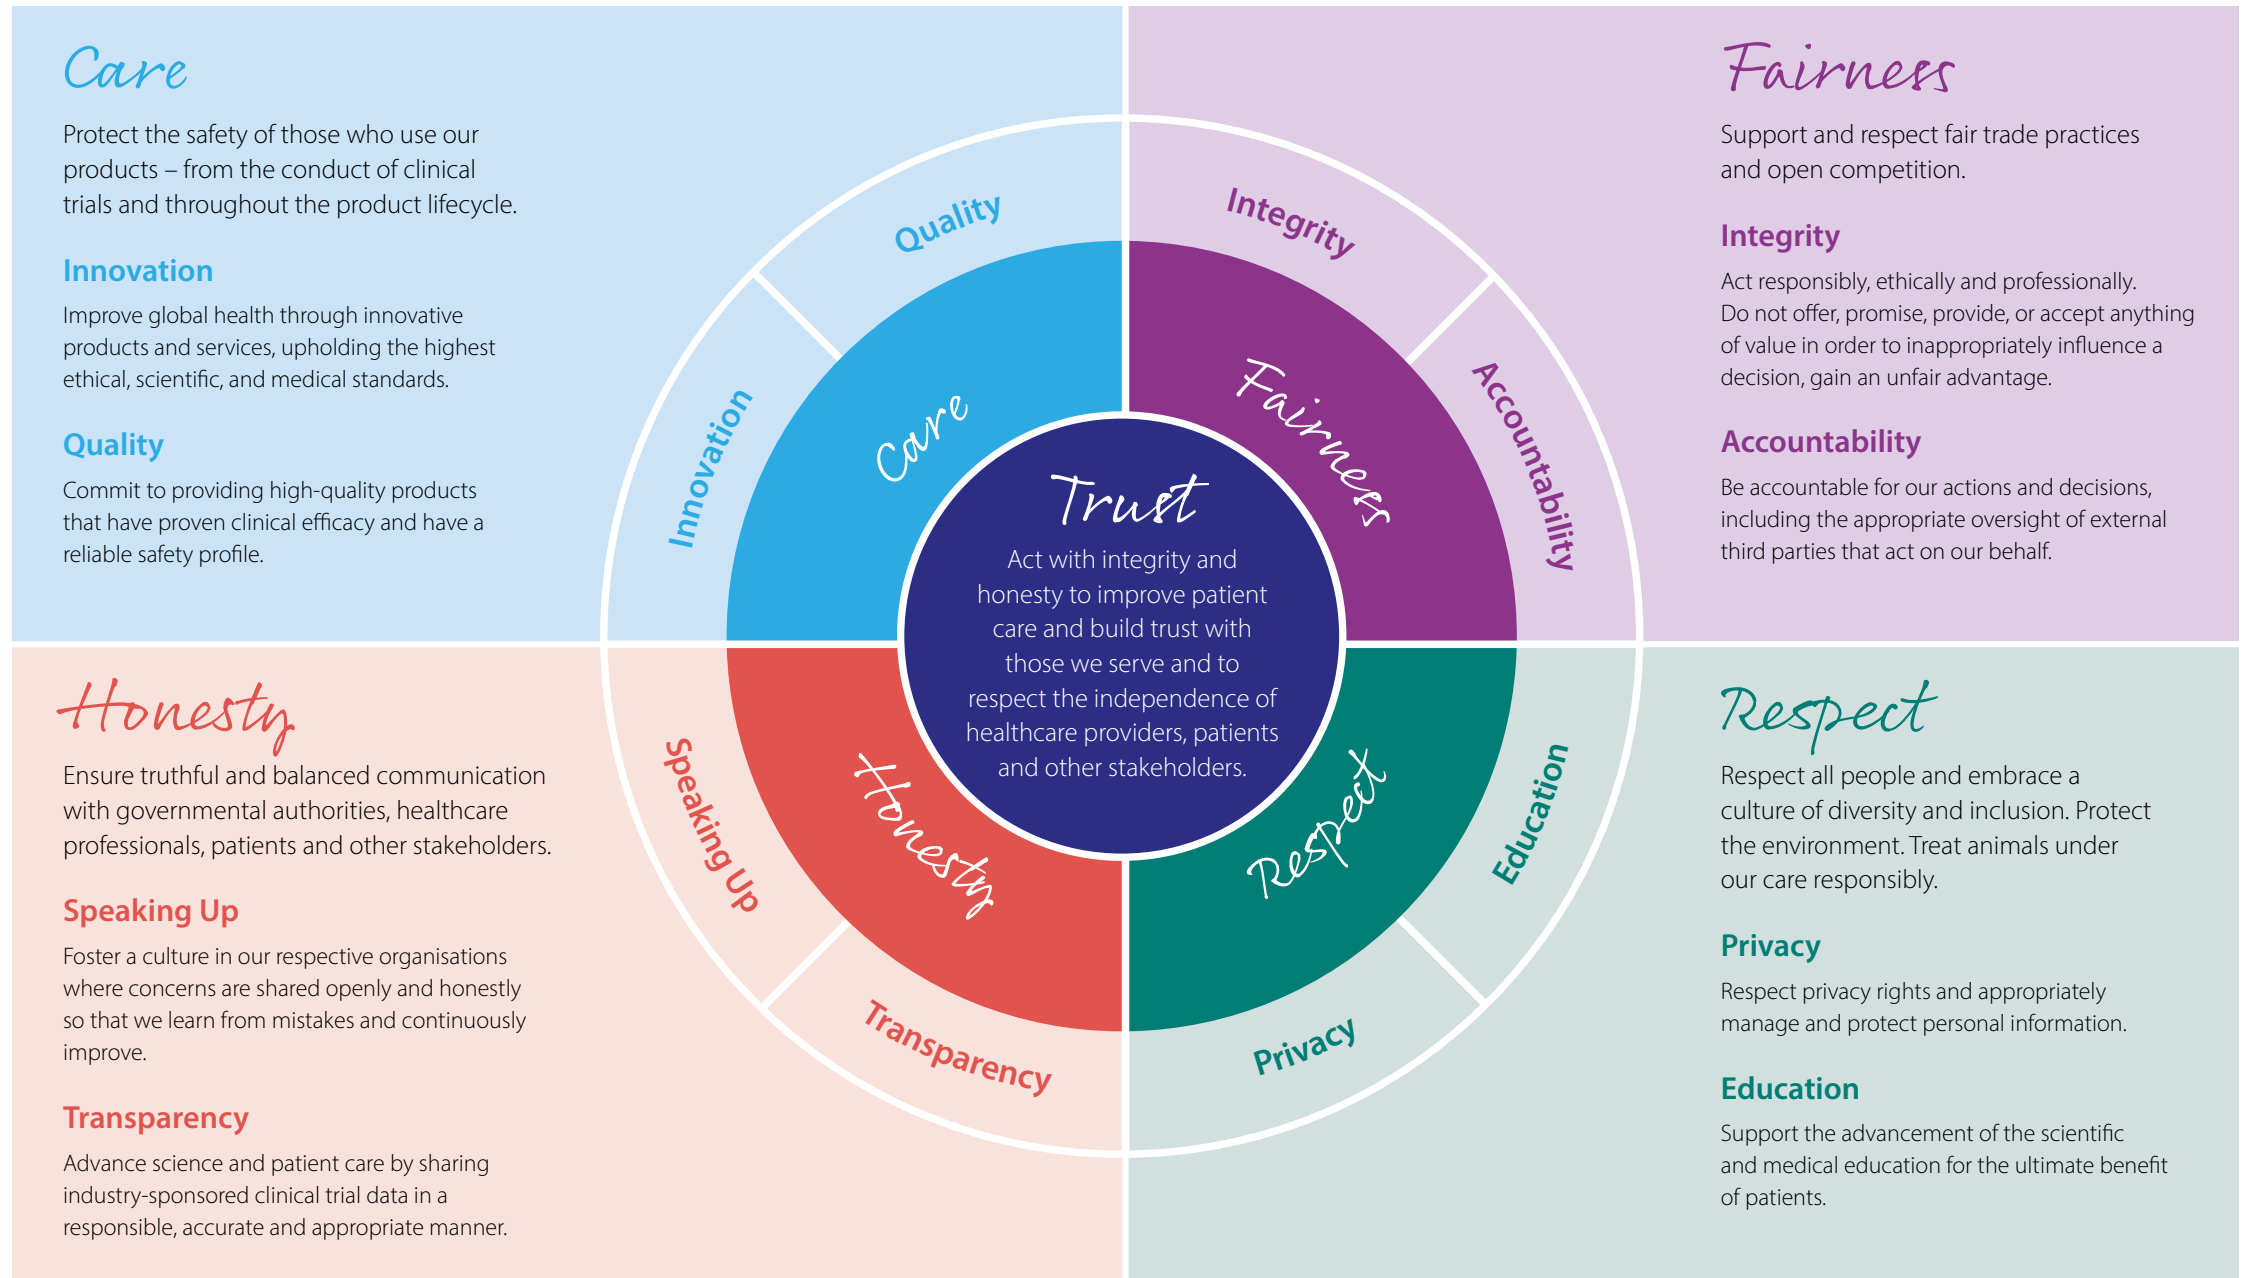 Care
Protect the safety of those who use our
products – from the conduct of clinical
trials and throughout the product lifecycle.
Innovation
Improve global health through innovative
products and services, upholding the highest
ethical, scientific, and medical standards.
Quality
Commit to providing high-quality products
that have proven clinical efficacy and have a
reliable safety profile.
Fairness
Support and respect fair trade practices
and open competition.
Integrity
Act responsibly, ethically and professionally.
Do not offer, promise, provide, or accept anything
of value in order to inappropriately influence a
decision, gain an unfair advantage.
Accountability
Be accountable for our actions and decisions,
including the appropriate oversight of external
third parties that act on our behalf.
Quality
Innovation
Care
Integrity
Accountability
Fairness
Trust
Act with integrity and
honesty to improve patient
care and build trust with
those we serve and to
respect the independence of
healthcare providers, patients
and other stakeholders.
Speaking Up
Transparency
Honesty
Education
Privacy
Respect
Honesty
Ensure truthful and balanced communication
with governmental authorities, healthcare
professionals, patients and other stakeholders.
Speaking Up
Foster a culture in our respective organisations
where concerns are shared openly and honestly
so that we learn from mistakes and continuously
improve.
Transparency
Advance science and patient care by sharing
industry-sponsored clinical trial data in a
responsible, accurate and appropriate manner.
Respect
Respect all people and embrace a
culture of diversity and inclusion. Protect
the environment. Treat animals under
our care responsibly.
Privacy
Respect privacy rights and appropriately
manage and protect personal information.
Education
Support the advancement of the scientific
and medical education for the ultimate benefit
of patients.